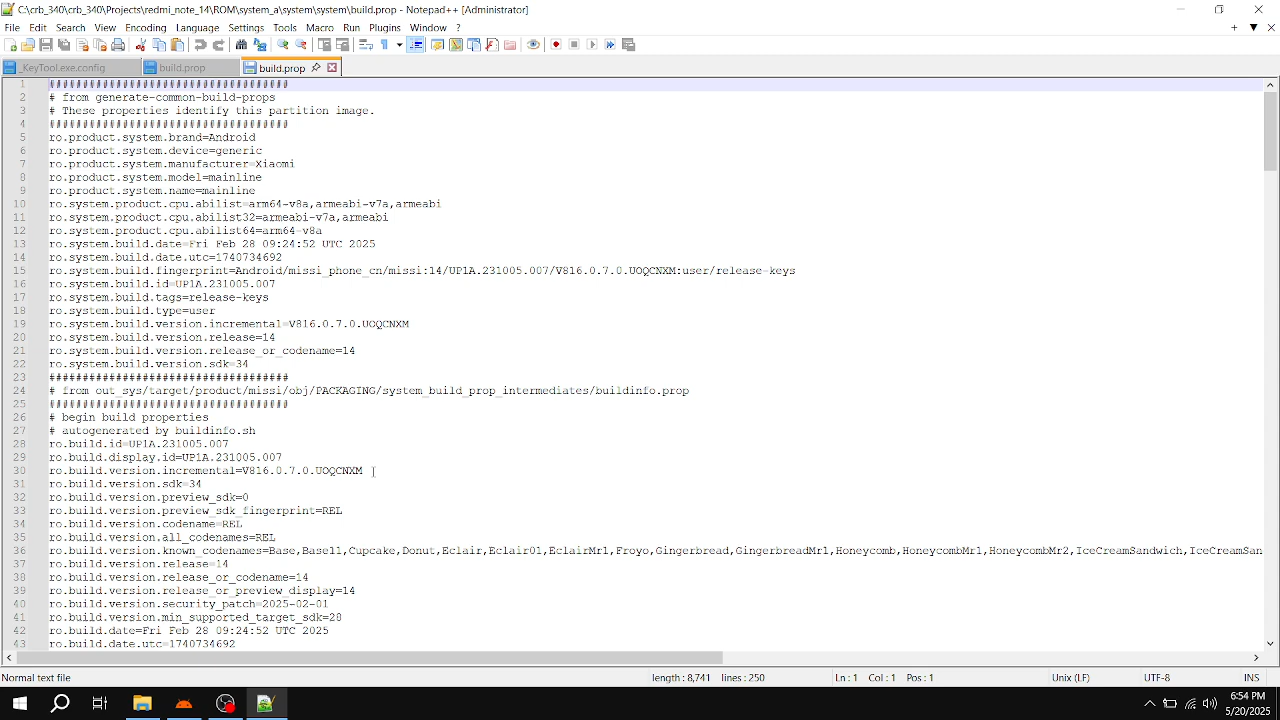 C:\crb_340\crb_340\Projects\redmi_note_14\ROM\system_a\system\system\build.prop - Notepad++ [Administrator]
File Edit Search View Encoding Language Settings Tools Macro Run Plugins Window ?
_KeyTool.exe.config build.prop build.prop
1 ####################################
2 # from generate-common-build-props
3 # These properties identify this partition image.
4 ####################################
5 ro.product.system.brand=Android
6 ro.product.system.device=generic
7 ro.product.system.manufacturer=Xiaomi
8 ro.product.system.model=mainline
9 ro.product.system.name=mainline
10 ro.system.product.cpu.abilist=arm64-v8a,armeabi-v7a,armeabi
11 ro.system.product.cpu.abilist32=armeabi-v7a,armeabi
12 ro.system.product.cpu.abilist64=arm64-v8a
13 ro.system.build.date=Fri Feb 28 09:24:52 UTC 2025
14 ro.system.build.date.utc=1740734692
15 ro.system.build.fingerprint=Android/missi_phone_cn/missi:14/UP1A.231005.007/V816.0.7.0.UOQCNXM:user/release-keys
16 ro.system.build.id=UP1A.231005.007
17 ro.system.build.tags=release-keys
18 ro.system.build.type=user
19 ro.system.build.version.incremental=V816.0.7.0.UOQCNXM
20 ro.system.build.version.release=14
21 ro.system.build.version.release_or_codename=14
22 ro.system.build.version.sdk=34
23 ####################################
24 # from out_sys/target/product/missi/obj/PACKAGING/system_build_prop_intermediates/buildinfo.prop
25 ####################################
26 # begin build properties
27 # autogenerated by buildinfo.sh
28 ro.build.id=UP1A.231005.007
29 ro.build.display.id=UP1A.231005.007
30 ro.build.version.incremental=V816.0.7.0.UOQCNXM
31 ro.build.version.sdk=34
32 ro.build.version.preview_sdk=0
33 ro.build.version.preview_sdk_fingerprint=REL
34 ro.build.version.codename=REL
35 ro.build.version.all_codenames=REL
36 ro.build.version.known_codenames=Base,Base11,Cupcake,Donut,Eclair,Eclair01,EclairMr1,Froyo,Gingerbread,GingerbreadMr1,Honeycomb,HoneycombMr1,HoneycombMr2,IceCreamSandwich,IceCreamSan
37 ro.build.version.release=14
38 ro.build.version.release_or_codename=14
39 ro.build.version.release_or_preview_display=14
40 ro.build.version.security_patch=2025-02-01
41 ro.build.version.min_supported_target_sdk=28
42 ro.build.date=Fri Feb 28 09:24:52 UTC 2025
43 ro.build.date.utc=1740734692
Normal text file length : 8,741 lines : 250 Ln : 1 Col : 1 Pos : 1 Unix (LF) UTF-8 INS
6:54 PM
5/20/2025